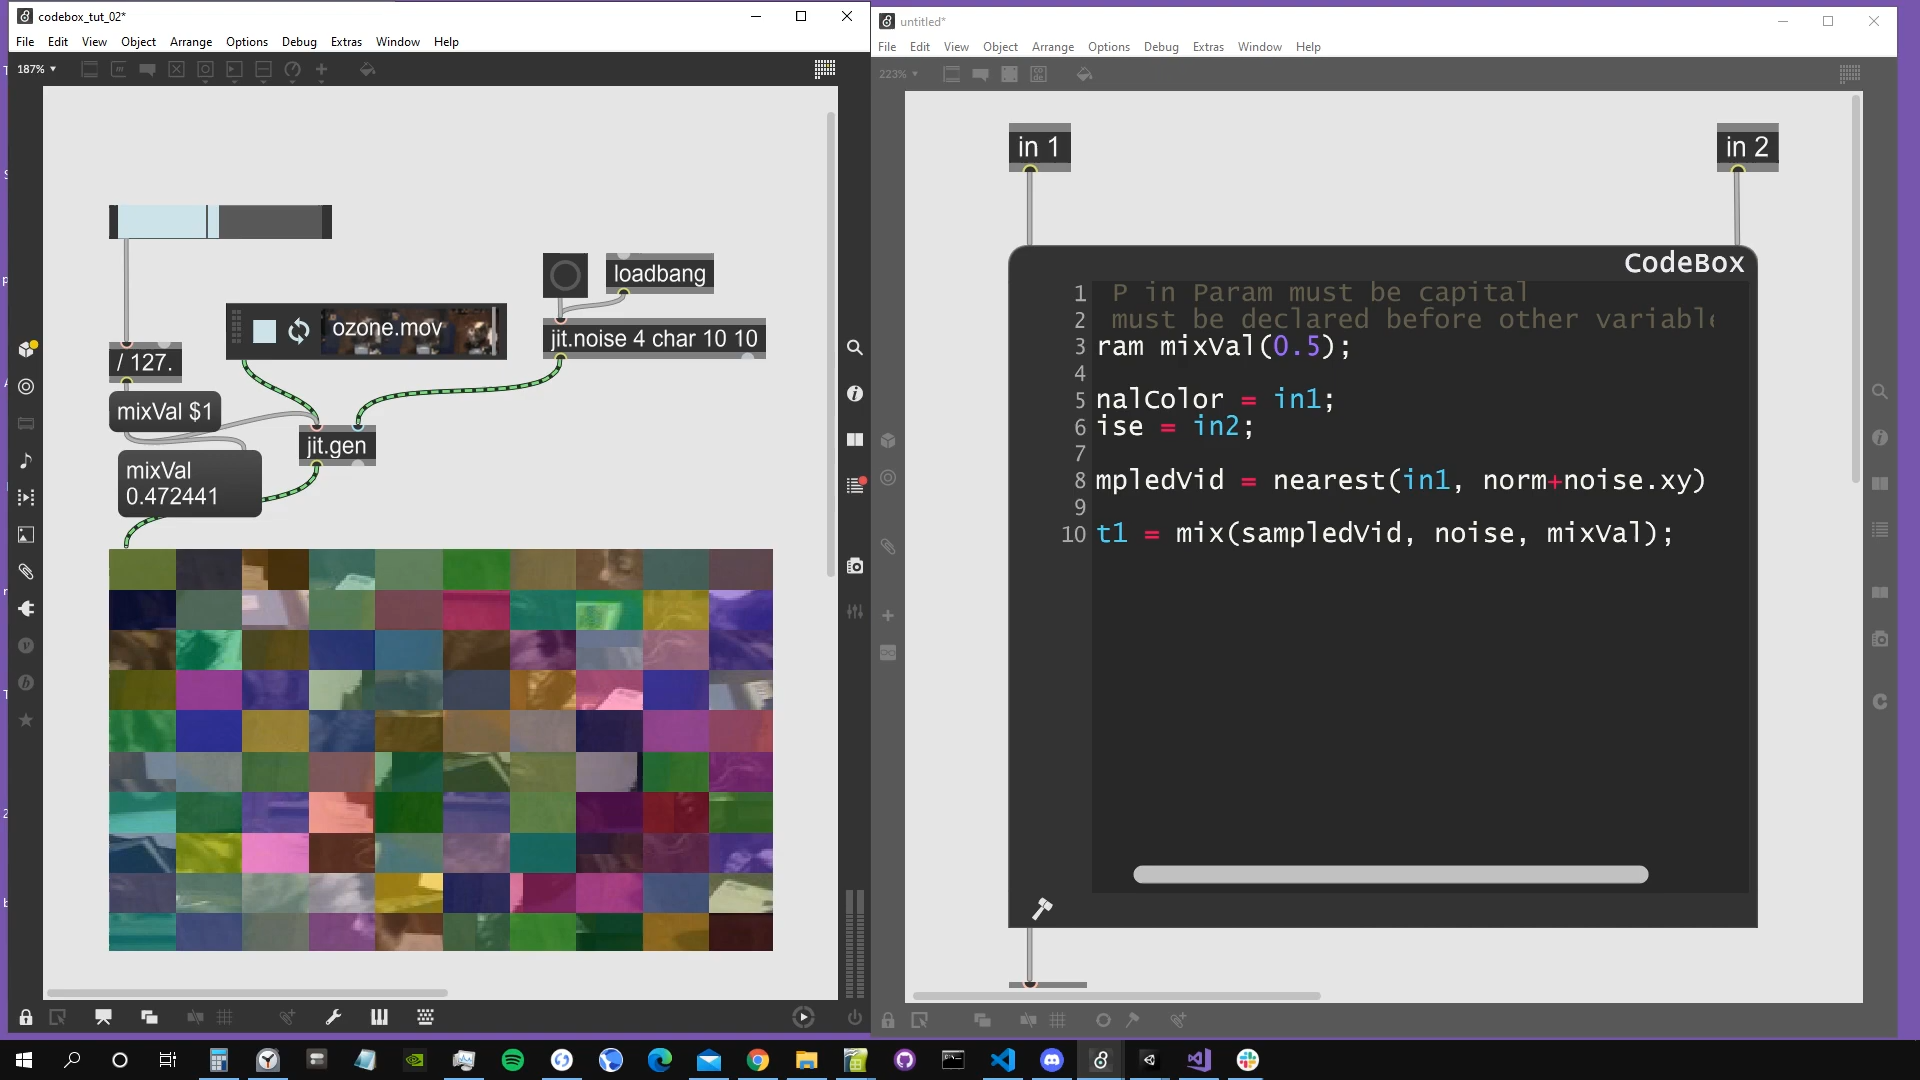 codebox_tut_02*
File Edit View Object Arrange Options Debug Extras Window Help
187%
loadbang
ozone.mov
jit.noise 4 char 10 10
/ 127.
mixVal $1
jit.gen
mixVal
0.472441
untitled*
File Edit View Object Arrange Options Debug Extras Window Help
223%
in 1
in 2
CodeBox
1 P in Param must be capital
2 must be declared before other variable
3 ram mixVal(0.5);
4
5 nalColor = in1;
6 ise = in2;
7
8 mpledVid = nearest(in1, norm+noise.xy)
9
10 t1 = mix(sampledVid, noise, mixVal);